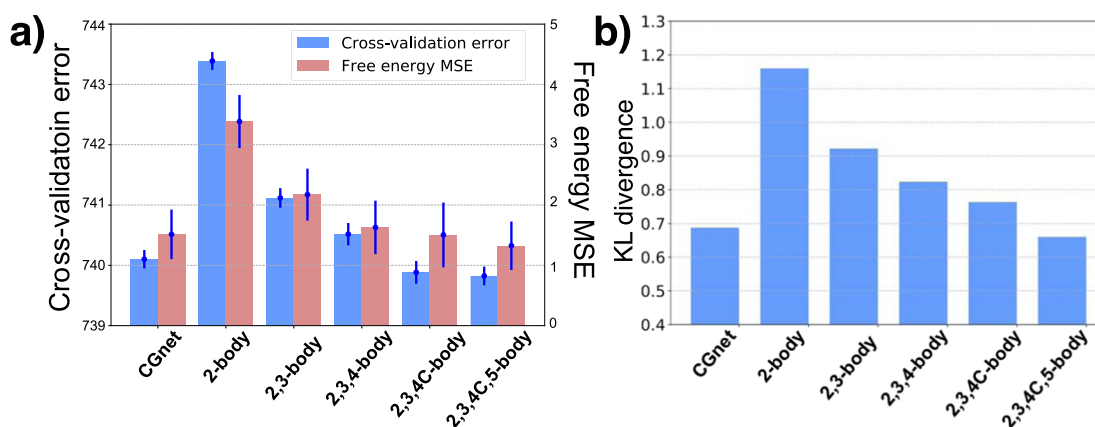 a)
744
743
742
741
740
739
Cross-validatoin error
Cross-validation error
Free energy MSE
5
4
3
2
1
0
Free energy MSE
CGnet
2-body
2,3-body
2,3,4-body
2,3,4C-body
2,3,4C,5-body
b)
1.3
1.2
1.1
1.0
0.9
0.8
0.7
0.6
0.5
0.4
KL divergence
CGnet
2-body
2,3-body
2,3,4-body
2,3,4C-body
2,3,4C,5-body